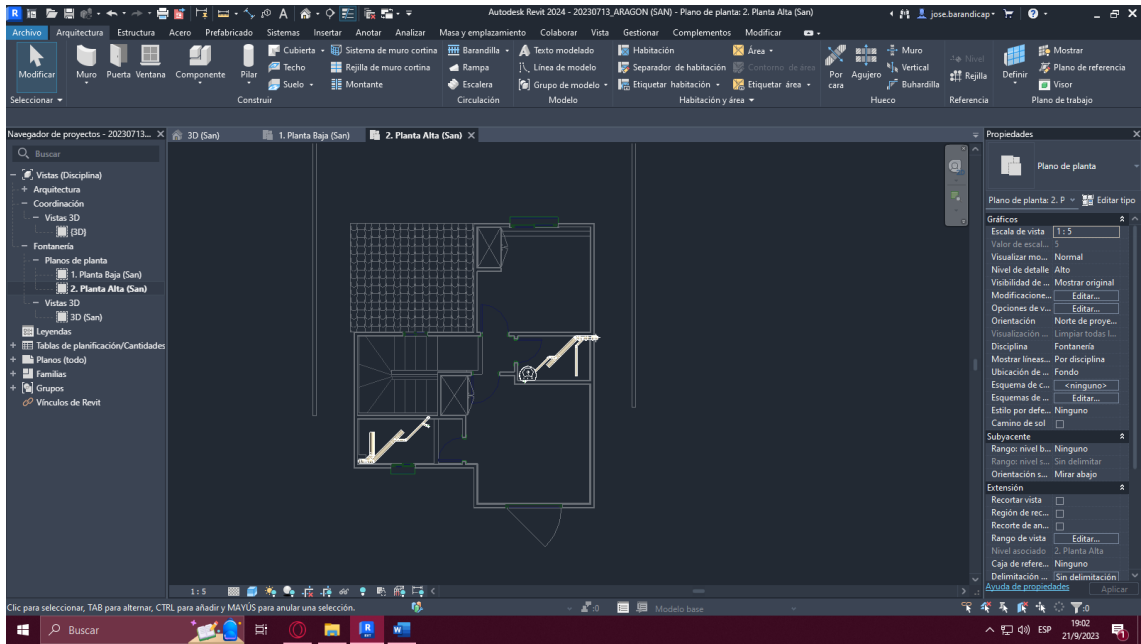 Autodesk Revit 2024 - 20230713_ARAGON (SAN) - Plano de planta: 2. Planta Alta (San)
jose.barandicap
Archivo Arquitectura Estructura Acero Prefabricado Sistemas Insertar Anotar Analizar Masa y emplazamiento Colaborar Vista Gestionar Complementos Modificar
Modificar
Muro Puerta Ventana Componente Pilar
Cubierta Sistema de muro cortina Barandilla Texto modelado Habitación Área Muro Nivel Mostrar
Techo Rejilla de muro cortina Rampa Línea de modelo Separador de habitación Contorno de área Vertical Rejilla Plano de referencia
Suelo Montante Escalera Grupo de modelo Etiquetar habitación Etiquetar área Buhardilla Visor
Por cara Agujero Definir
Seleccionar Construir Circulación Modelo Habitación y área Hueco Referencia Plano de trabajo
Navegador de proyectos - 20230713...
3D (San) 1. Planta Baja (San) 2. Planta Alta (San)
Buscar
Vistas (Disciplina)
Arquitectura
Coordinación
Vistas 3D
{3D}
Fontanería
Planos de planta
1. Planta Baja (San)
2. Planta Alta (San)
Vistas 3D
3D (San)
Leyendas
Tablas de planificación/Cantidades
Planos (todo)
Familias
Grupos
Vínculos de Revit
Propiedades
Plano de planta
Plano de planta: 2. P Editar tipo
Gráficos
Escala de vista 1 : 5
Valor de escal... 5
Visualizar mo... Normal
Nivel de detalle Alto
Visibilidad de ... Mostrar original
Modificacione... Editar...
Opciones de v... Editar...
Orientación Norte de proye...
Visualización ... Limpiar todas l...
Disciplina Fontanería
Mostrar líneas... Por disciplina
Ubicación de ... Fondo
Esquema de c... <ninguno>
Esquemas de ... Editar...
Estilo por defe... Ninguno
Camino de sol
Subyacente
Rango: nivel b... Ninguno
Rango: nivel s... Sin delimitar
Orientación s... Mirar abajo
Extensión
Recortar vista
Región de rec...
Recorte de an...
Rango de vista Editar...
Nivel asociado 2. Planta Alta
Caja de refere... Ninguno
Delimitación ... Sin delimitación
Ayuda de propiedades Aplicar
1 : 5
Clic para seleccionar, TAB para alternar, CTRL para añadir y MAYÚS para anular una selección.
:0 Modelo base :0
Buscar
ESP
19:02
21/9/2023